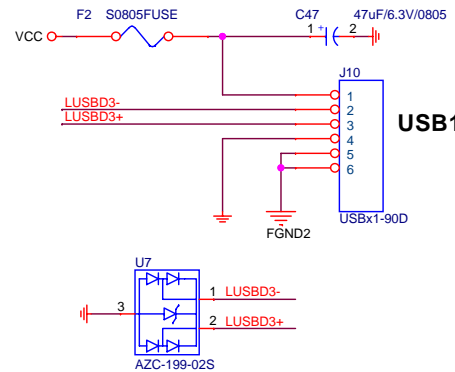 F2 S0805FUSE C47 47uF/6.3V/0805
VCC 1 + 2
J10
LUSBD3- 1
LUSBD3+ 2
3
4
5
6
USB1
USBx1-90D
FGND2
U7
1 LUSBD3-
3
2 LUSBD3+
AZC-199-02S